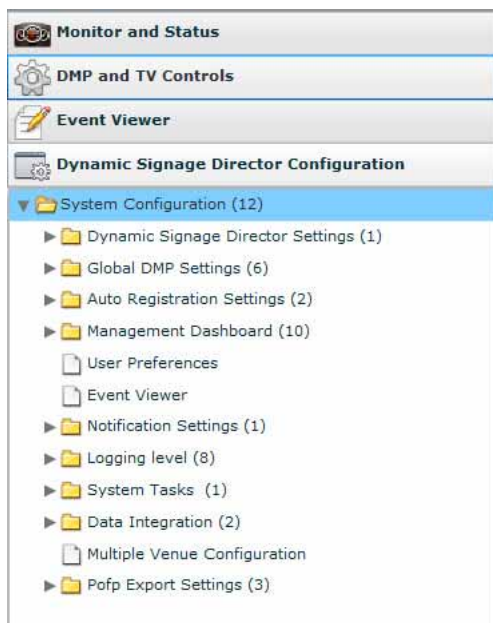 Monitor and Status
DMP and TV Controls
Event Viewer
Dynamic Signage Director Configuration
System Configuration (12)
Dynamic Signage Director Settings (1)
Global DMP Settings (6)
Auto Registration Settings (2)
Management Dashboard (10)
User Preferences
Event Viewer
Notification Settings (1)
Logging level (8)
System Tasks (1)
Data Integration (2)
Multiple Venue Configuration
Pofp Export Settings (3)